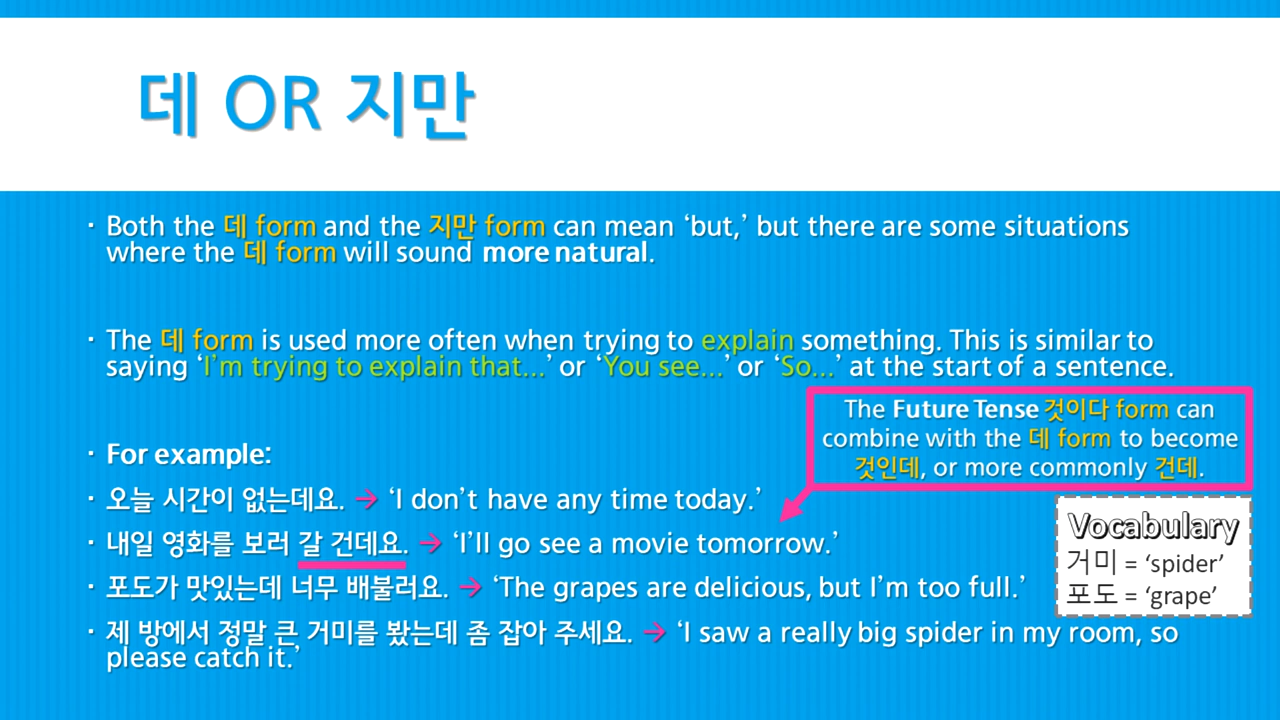 데 OR 지만
· Both the 데 form and the 지만 form can mean ‘but,’ but there are some situations
where the 데 form will sound more natural.
· The 데 form is used more often when trying to explain something. This is similar to
saying ‘I’m trying to explain that…’ or ‘You see…’ or ‘So…’ at the start of a sentence.
The Future Tense 것이다 form can
combine with the 데 form to become
것인데, or more commonly 건데.
· For example:
· 오늘 시간이 없는데요. → ‘I don’t have any time today.’
· 내일 영화를 보러 갈 건데요. → ‘I’ll go see a movie tomorrow.’
· 포도가 맛있는데 너무 배불러요. → ‘The grapes are delicious, but I’m too full.’
· 제 방에서 정말 큰 거미를 봤는데 좀 잡아 주세요. → ‘I saw a really big spider in my room, so
please catch it.’
Vocabulary
거미 = ‘spider’
포도 = ‘grape’